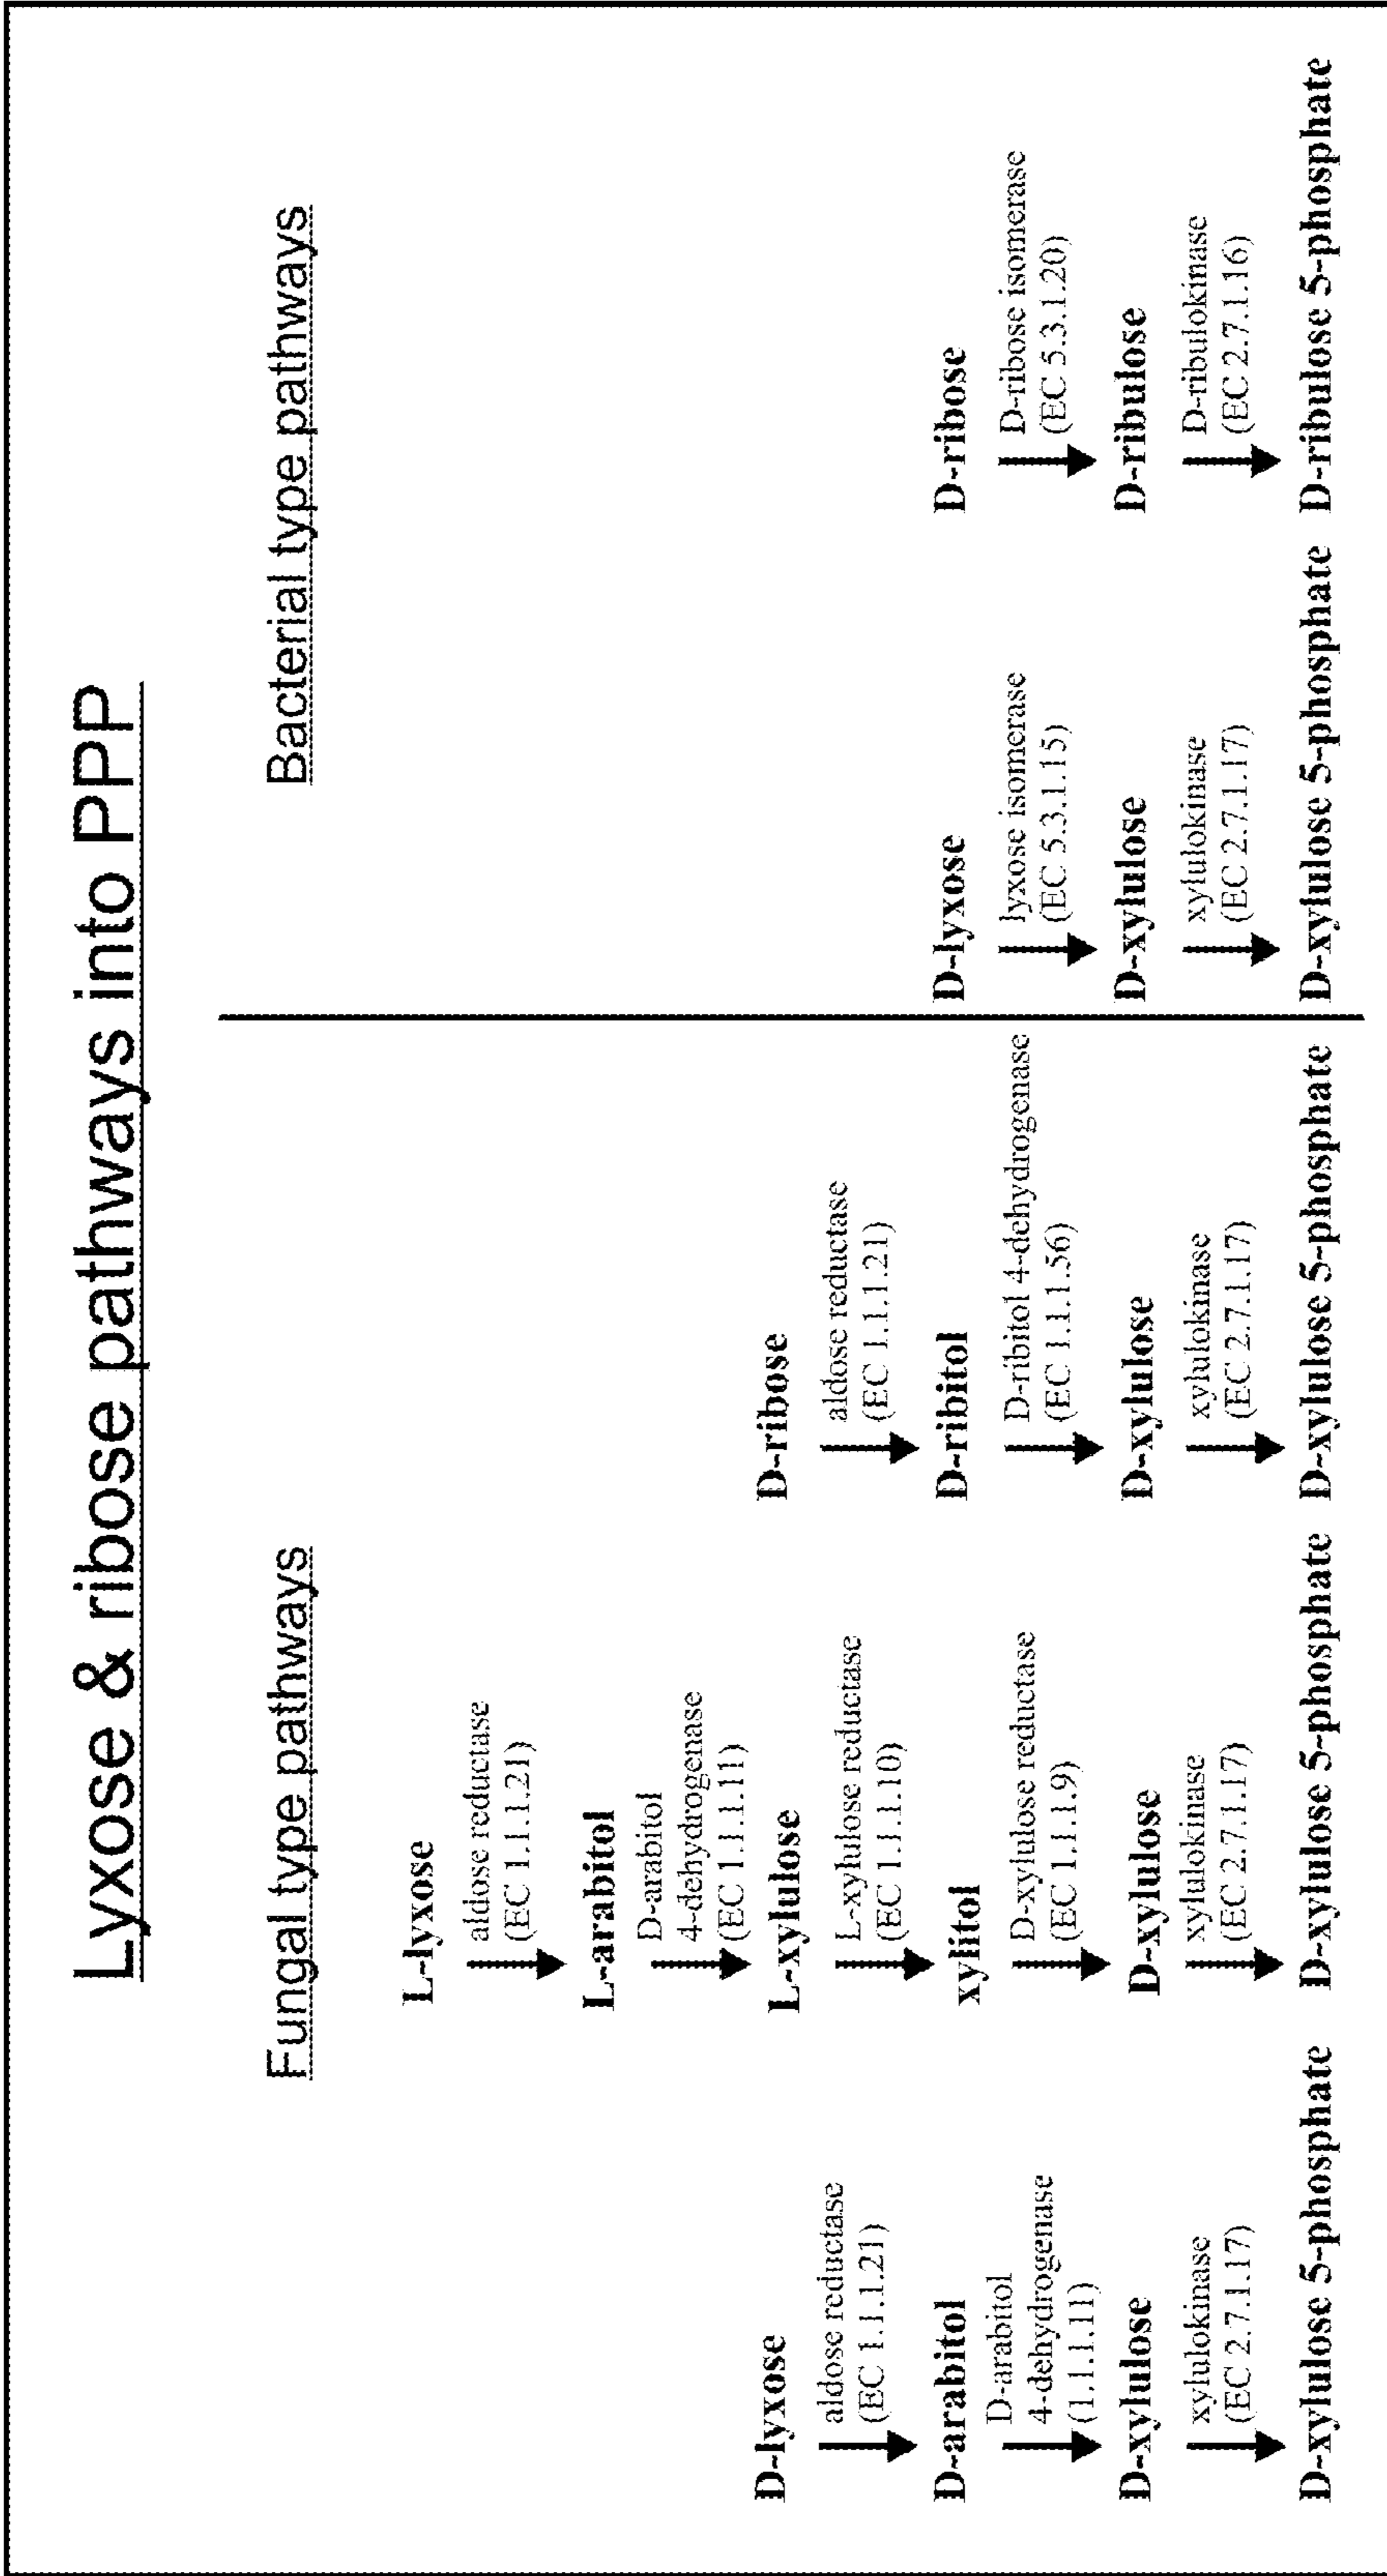 Lyxose & ribose pathways into PPP
Fungal type pathways
D-lyxose
aldose reductase
(EC 1.1.1.21)
D-arabitol
D-arabitol
4-dehydrogenase
(1.1.1.11)
D-xylulose
xylulokinase
(EC 2.7.1.17)
D-xylulose 5-phosphate
L-lyxose
aldose reductase
(EC 1.1.1.21)
L-arabitol
D-arabitol
4-dehydrogenase
(EC 1.1.1.11)
L-xylulose
L-xylulose reductase
(EC 1.1.1.10)
xylitol
D-xylulose reductase
(EC 1.1.1.9)
D-xylulose
xylulokinase
(EC 2.7.1.17)
D-xylulose 5-phosphate
D-ribose
aldose reductase
(EC 1.1.1.21)
D-ribitol
D-ribitol 4-dehydrogenase
(EC 1.1.1.56)
D-xylulose
xylulokinase
(EC 2.7.1.17)
D-xylulose 5-phosphate
Bacterial type pathways
D-lyxose
lyxose isomerase
(EC 5.3.1.15)
D-xylulose
xylulokinase
(EC 2.7.1.17)
D-xylulose 5-phosphate
D-ribose
D-ribose isomerase
(EC 5.3.1.20)
D-ribulose
D-ribulokinase
(EC 2.7.1.16)
D-ribulose 5-phosphate